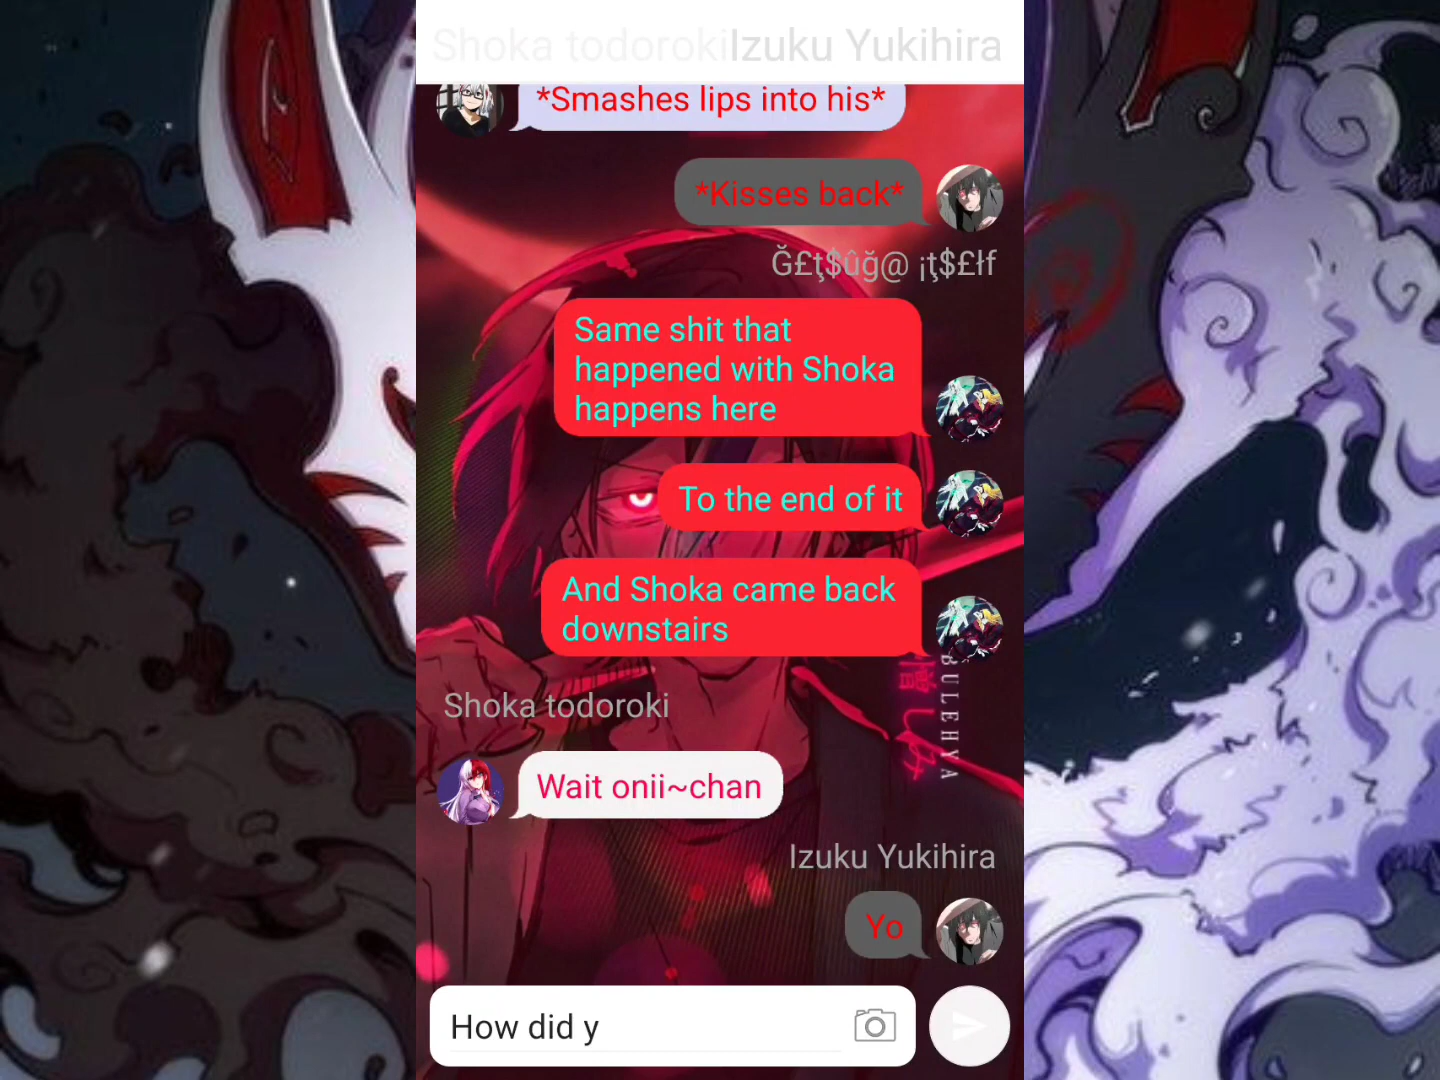 Shoka todorokiIzuku Yukihira
*Smashes lips into his*
*Kisses back*
Ğ£ţ$ûğ@ ¡ţ$£łf
Same shit that
happened with Shoka
happens here
To the end of it
And Shoka came back
downstairs
Shoka todoroki
Wait onii~chan
Izuku Yukihira
Yo
How did y